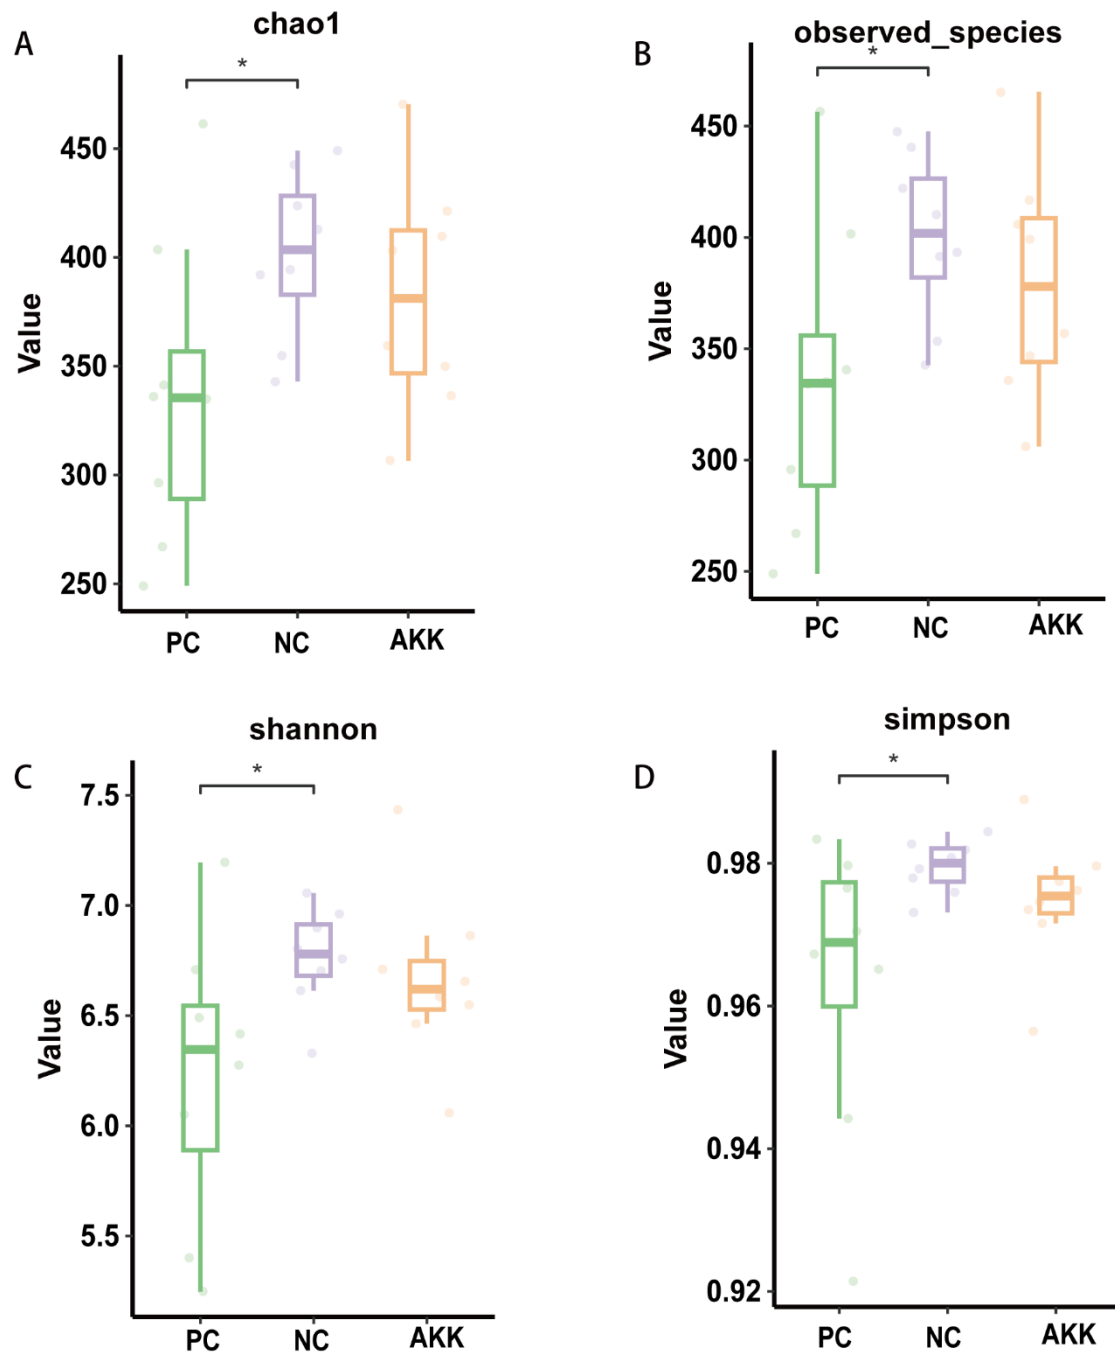 A
chao1
*
Value
450
400
350
300
250
PC
NC
AKK
B
observed_species
*
Value
450
400
350
300
250
PC
NC
AKK
C
shannon
*
Value
7.5
7.0
6.5
6.0
5.5
PC
NC
AKK
D
simpson
*
Value
0.98
0.96
0.94
0.92
PC
NC
AKK